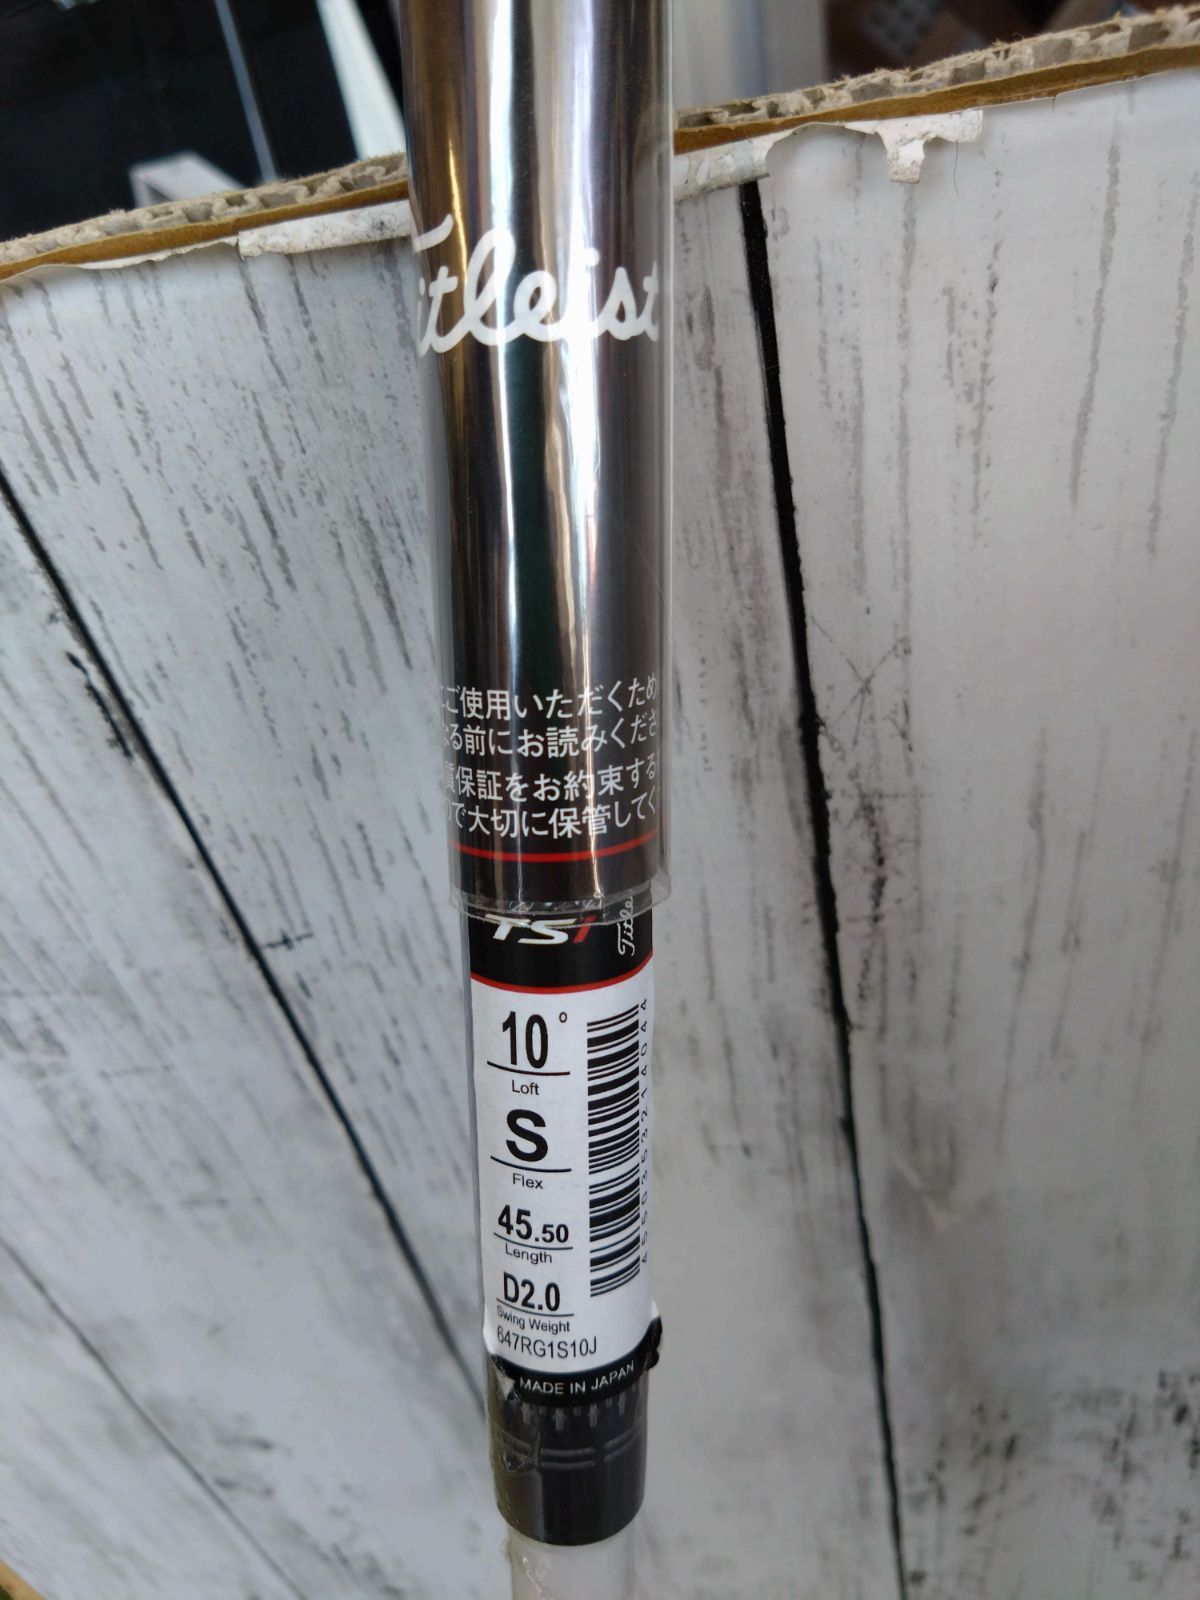 Titleist
ご使用いただくため
る前にお読みくださ
質保証をお約束する
で大切に保管してく
TSi
Title
10°
Loft
S
Flex
45.50
Length
D2.0
Swing Weight
647RG1S10J
MADE IN JAPAN